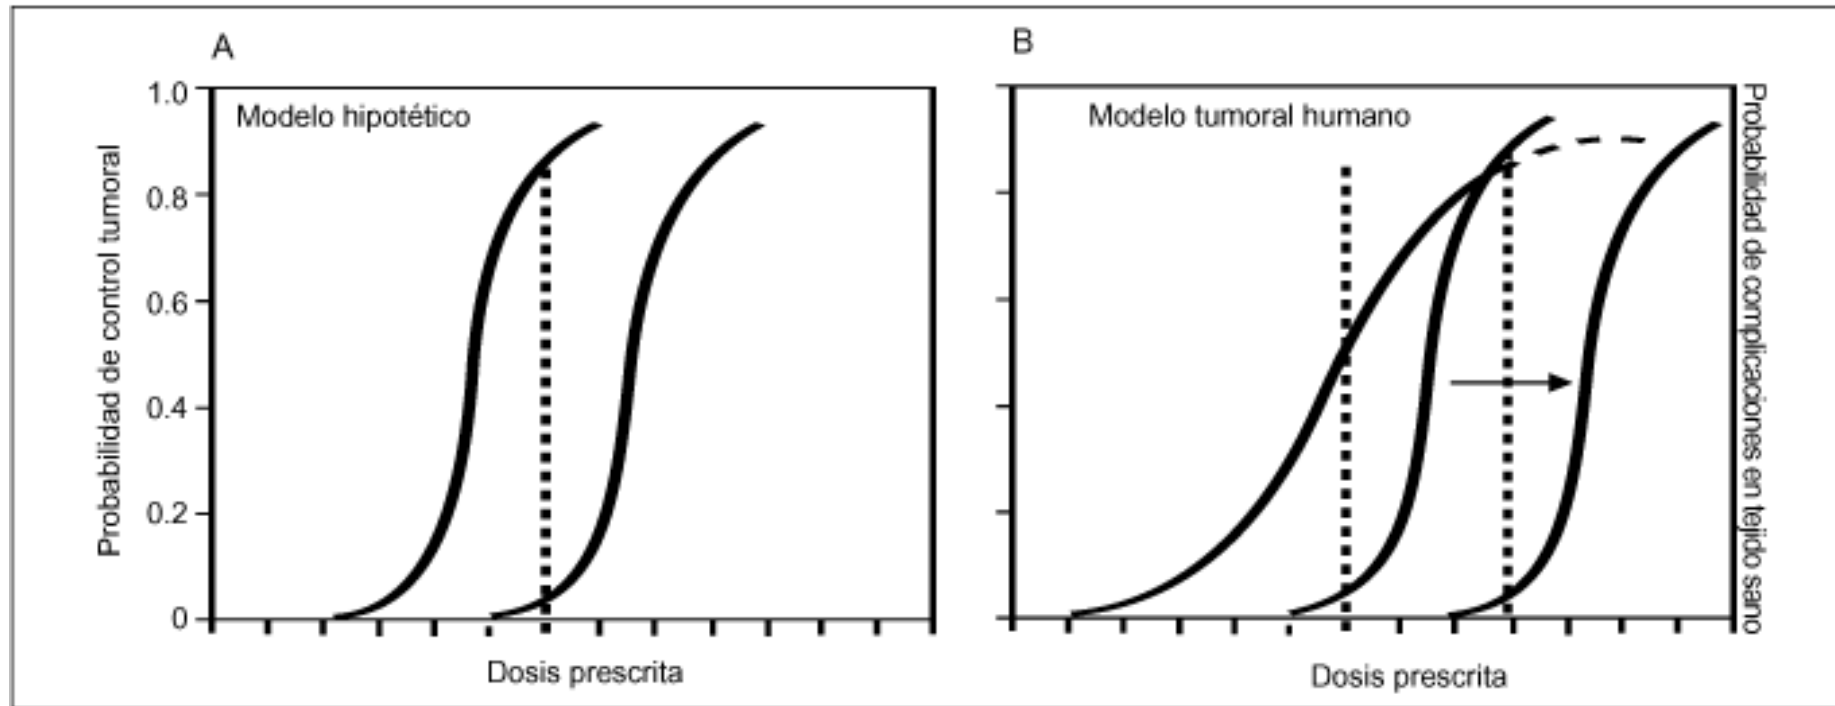 A
Modelo hipotético
Probabilidad de control tumoral
1.0
0.8
0.6
0.4
0.2
0
Dosis prescrita
B
Modelo tumoral humano
Probabilidad de complicaciones en tejido sano
Dosis prescrita